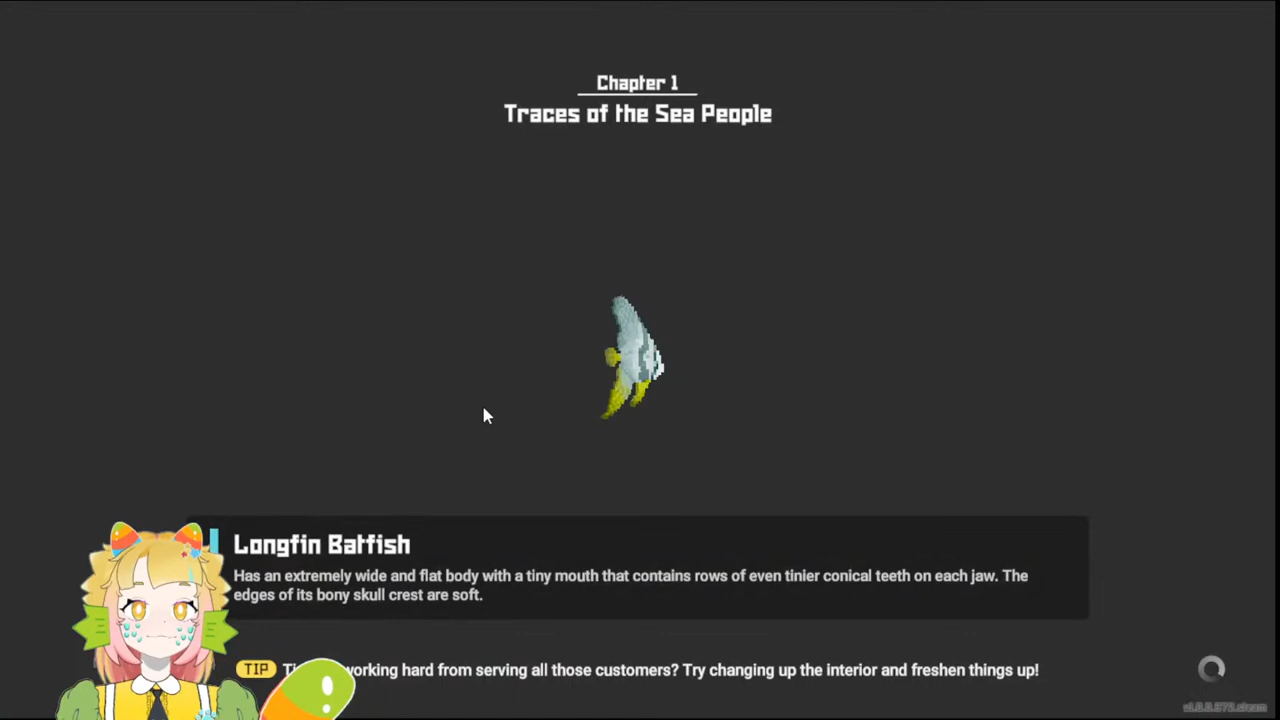 Chapter 1
Traces of the Sea People
Longfin Batfish
Has an extremely wide and flat body with a tiny mouth that contains rows of even tinier conical teeth on each jaw. The
edges of its bony skull crest are soft.
TIP working hard from serving all those customers? Try changing up the interior and freshen things up!